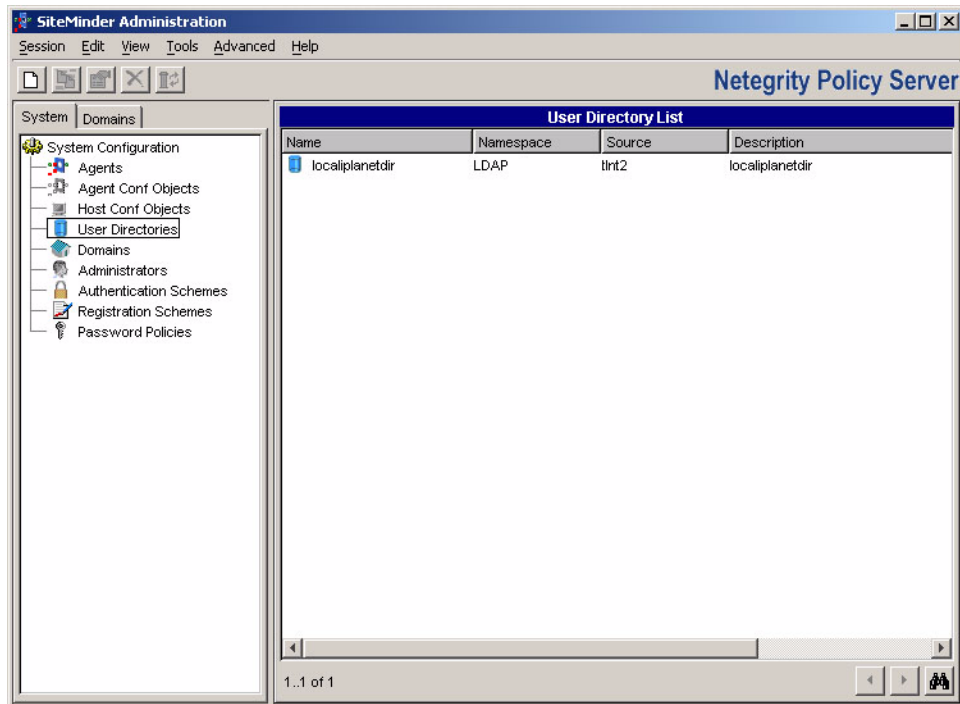 SiteMinder Administration
Session Edit View Tools Advanced Help
Netegrity Policy Server
System Domains
System Configuration
Agents
Agent Conf Objects
Host Conf Objects
User Directories
Domains
Administrators
Authentication Schemes
Registration Schemes
Password Policies
User Directory List
Name Namespace Source Description
localiplanetdir LDAP tlnt2 localiplanetdir
1..1 of 1